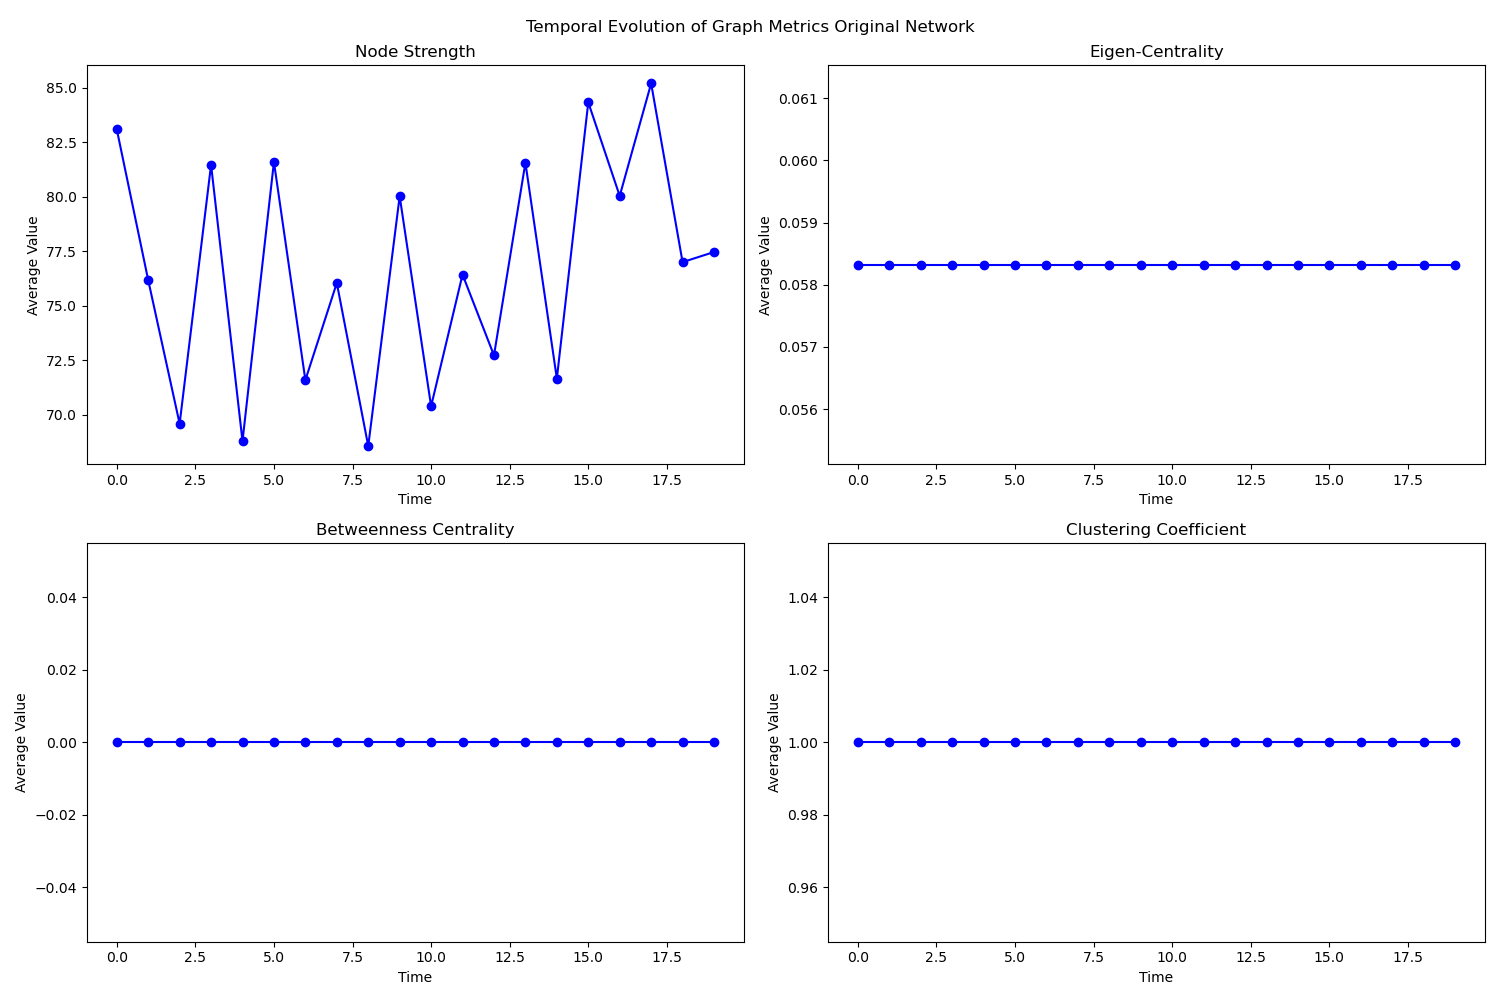 Temporal Evolution of Graph Metrics Original Network
Node Strength
85.0
82.5
80.0
77.5
75.0
72.5
70.0
Average Value
0.0 2.5 5.0 7.5 10.0 12.5 15.0 17.5
Time
Eigen-Centrality
0.061
0.060
0.059
0.058
0.057
0.056
Average Value
0.0 2.5 5.0 7.5 10.0 12.5 15.0 17.5
Time
Betweenness Centrality
0.04
0.02
0.00
−0.02
−0.04
Average Value
0.0 2.5 5.0 7.5 10.0 12.5 15.0 17.5
Time
Clustering Coefficient
1.04
1.02
1.00
0.98
0.96
Average Value
0.0 2.5 5.0 7.5 10.0 12.5 15.0 17.5
Time